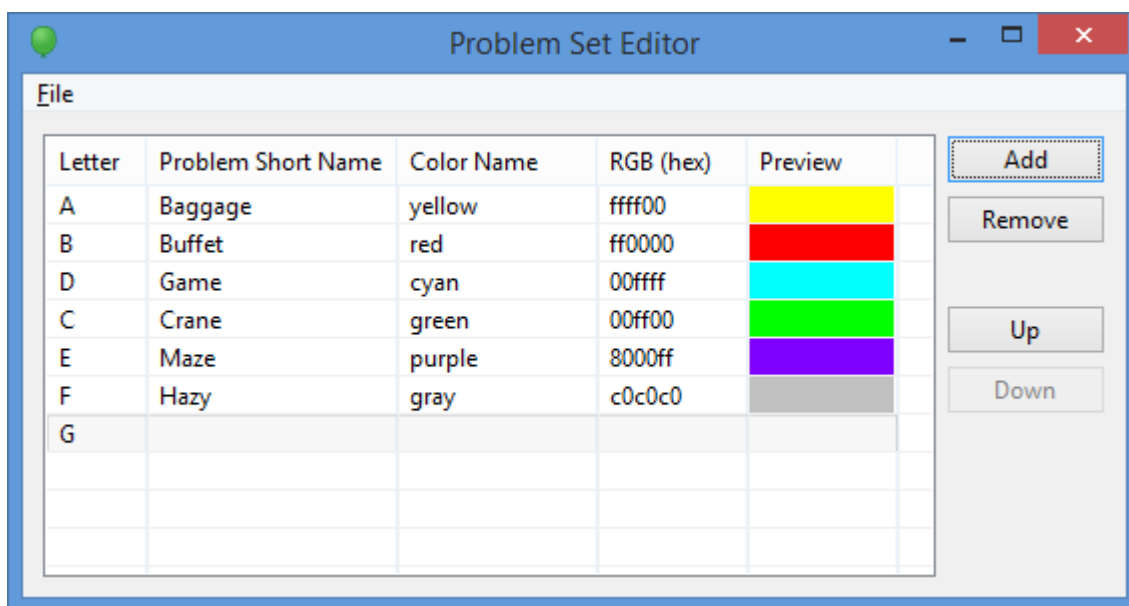 Problem Set Editor
File
Letter Problem Short Name Color Name RGB (hex) Preview
A Baggage yellow ffff00
B Buffet red ff0000
D Game cyan 00ffff
C Crane green 00ff00
E Maze purple 8000ff
F Hazy gray c0c0c0
G
Add
Remove
Up
Down